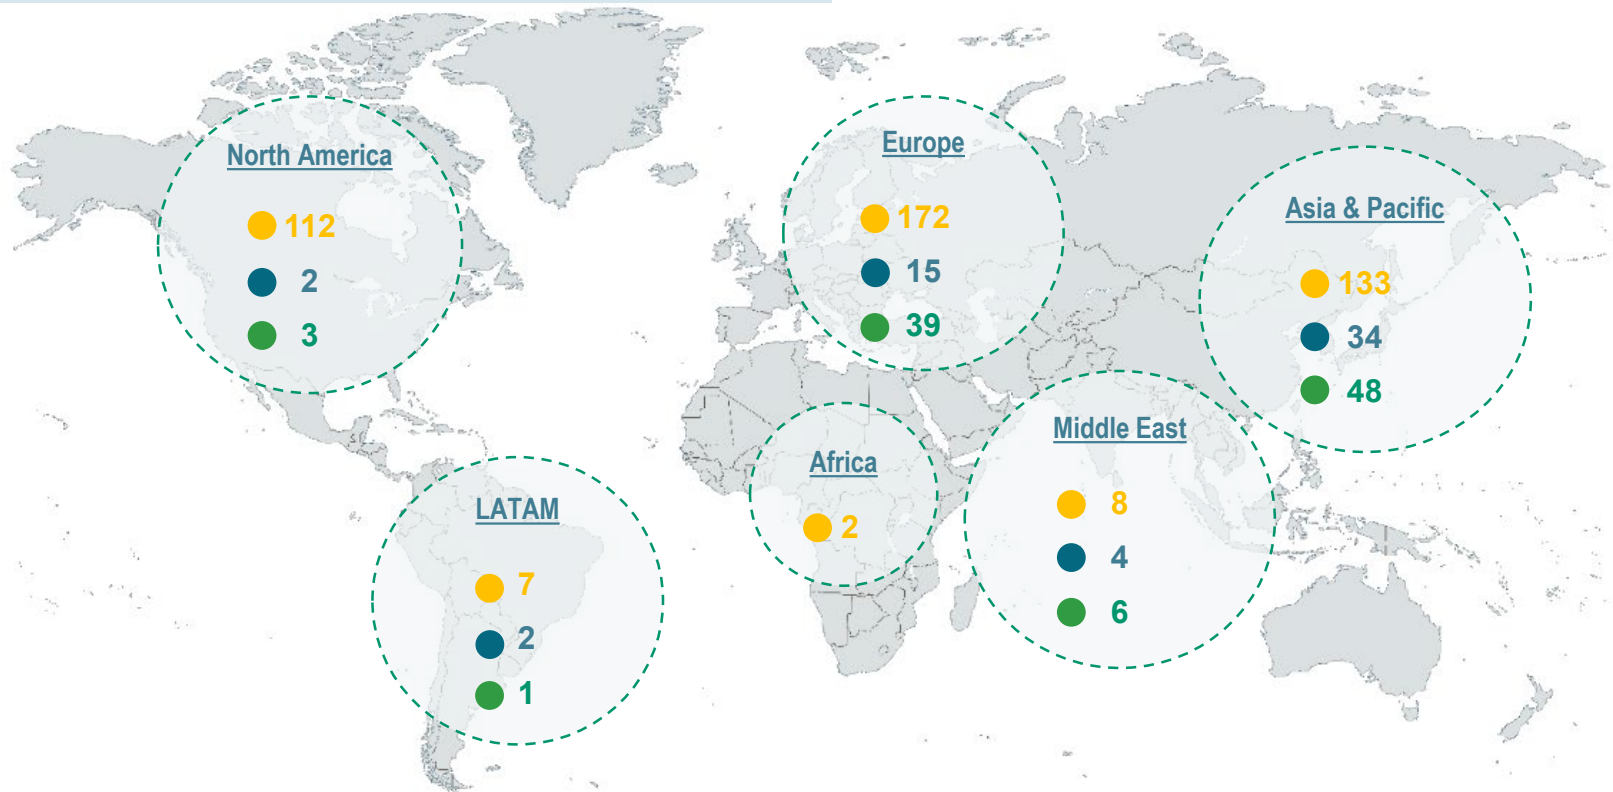 North America
112
2
3
Europe
172
15
39
Asia & Pacific
133
34
48
Africa
2
Middle East
8
4
6
LATAM
7
2
1